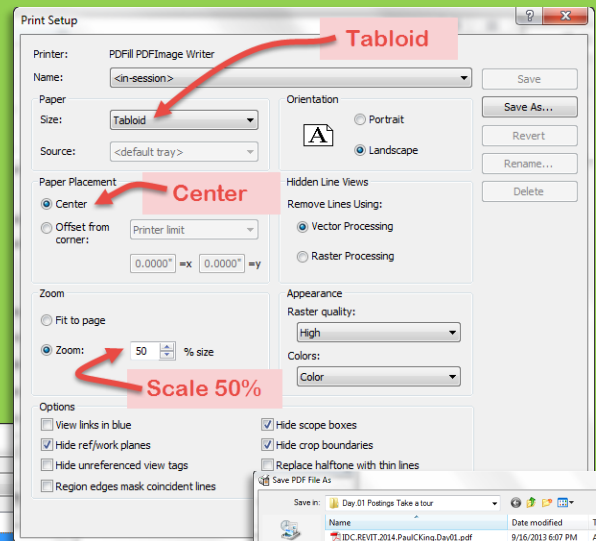 Print Setup
Tabloid
Printer: PDFill PDFImage Writer
Name: <in-session> Save
Paper
Size: Tabloid
Source: <default tray>
Orientation
A Portrait
Landscape
Save As...
Revert
Rename...
Delete
Paper Placement
Center
Center
Offset from corner: Printer limit
0.0000" =x 0.0000" =y
Hidden Line Views
Remove Lines Using:
Vector Processing
Raster Processing
Zoom
Fit to page
Zoom: 50 % size
Scale 50%
Appearance
Raster quality:
High
Colors:
Color
Options
View links in blue
Hide ref/work planes
Hide unreferenced view tags
Region edges mask coincident lines
Hide scope boxes
Hide crop boundaries
Replace halftone with thin lines
Save PDF File As
Save in: Day.01 Postings Take a tour
Name Date modified T
IDC.REVIT.2014.PaulCKing.Day01.pdf 9/16/2013 6:07 PM A